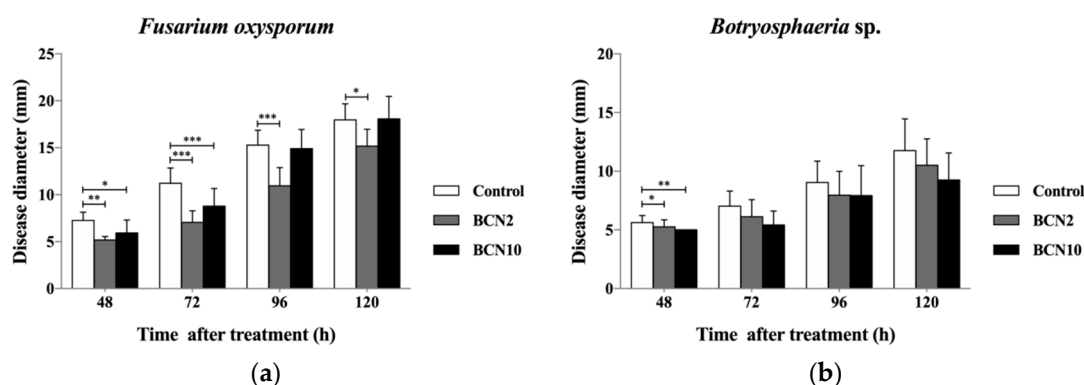 Fusarium oxysporum
Disease diameter (mm)
25
20
15
10
5
0
*
**
***
***
***
*
48 72 96 120
Time after treatment (h)
Control
BCN2
BCN10
(a)
Botryosphaeria sp.
Disease diameter (mm)
20
15
10
5
0
**
*
48 72 96 120
Time after treatment (h)
Control
BCN2
BCN10
(b)